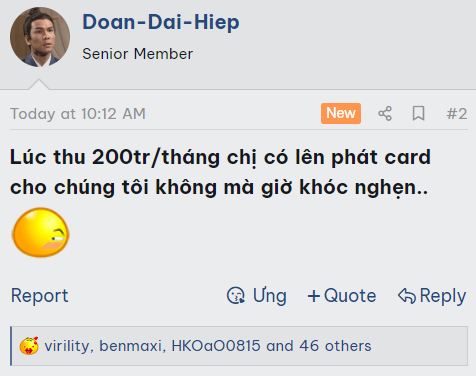 Doan-Dai-Hiep
Senior Member
Today at 10:12 AM New #2
Lúc thu 200tr/tháng chị có lên phát card
cho chúng tôi không mà giờ khóc nghẹn..
Report Ưng +Quote Reply
virility, benmaxi, HKOaO0815 and 46 others